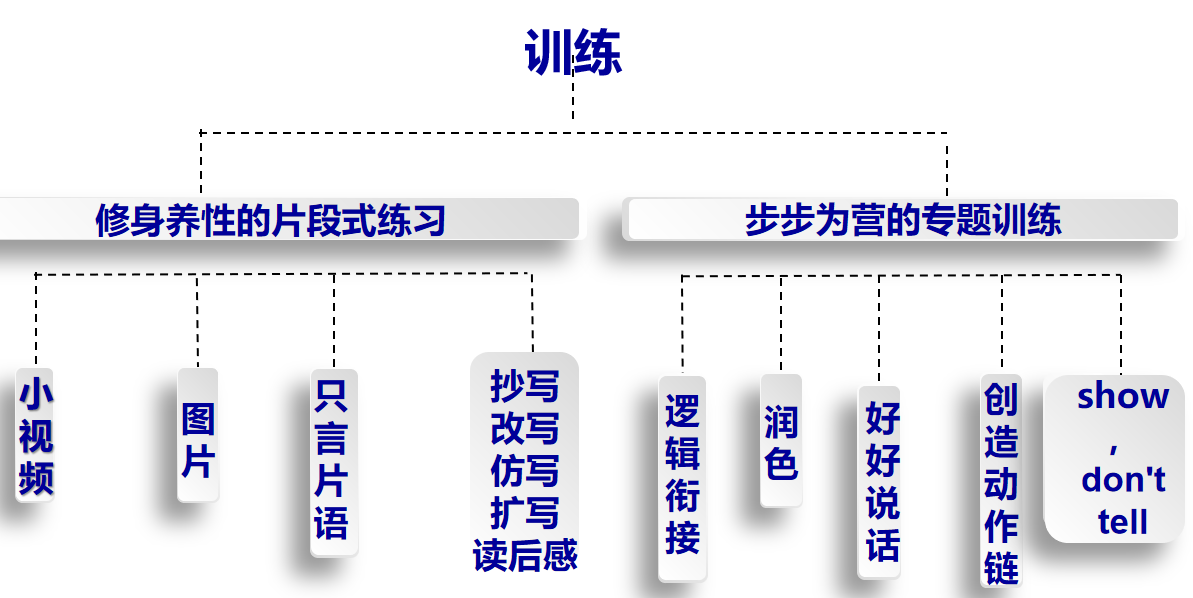 训练
修身养性的片段式练习
步步为营的专题训练
小视频
图片
只言片语
抄写
改写
仿写
扩写
读后感
逻辑衔接
润色
好好说话
创造动作链
show
,
don't
tell